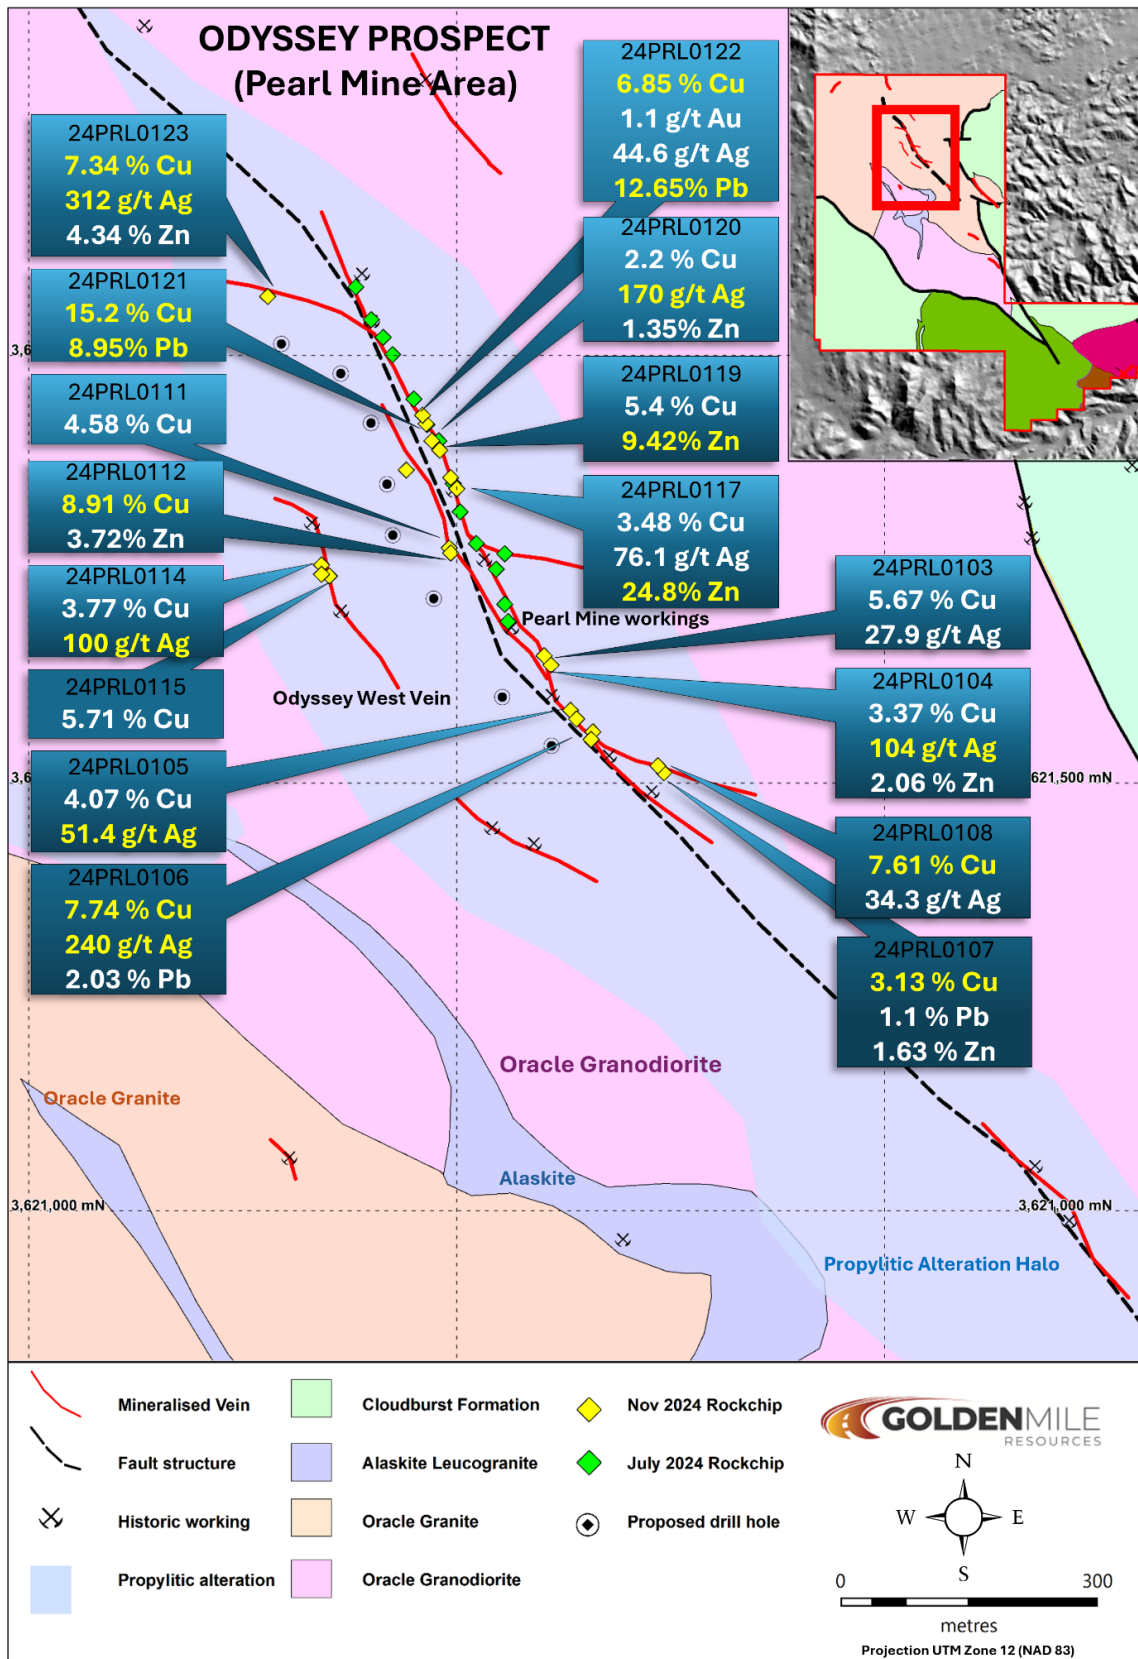 ODYSSEY PROSPECT
(Pearl Mine Area)
24PRL0122
6.85 % Cu
1.1 g/t Au
44.6 g/t Ag
12.65% Pb
24PRL0123
7.34 % Cu
312 g/t Ag
4.34 % Zn
24PRL0120
2.2 % Cu
170 g/t Ag
1.35% Zn
24PRL0121
15.2 % Cu
8.95% Pb
3,6
24PRL0119
5.4 % Cu
9.42% Zn
24PRL0111
4.58 % Cu
24PRL0112
8.91 % Cu
3.72% Zn
24PRL0117
3.48 % Cu
76.1 g/t Ag
24.8% Zn
24PRL0114
3.77 % Cu
100 g/t Ag
24PRL0103
5.67 % Cu
27.9 g/t Ag
Pearl Mine workings
24PRL0115
5.71 % Cu
Odyssey West Vein
24PRL0104
3.37 % Cu
104 g/t Ag
2.06 % Zn
24PRL0105
4.07 % Cu
51.4 g/t Ag
3,6
621,500 mN
24PRL0108
7.61 % Cu
34.3 g/t Ag
24PRL0106
7.74 % Cu
240 g/t Ag
2.03 % Pb
24PRL0107
3.13 % Cu
1.1 % Pb
1.63 % Zn
Oracle Granodiorite
Oracle Granite
Alaskite
3,621,000 mN
3,621,000 mN
Propylitic Alteration Halo
Mineralised Vein
Fault structure
Historic working
Propylitic alteration
Cloudburst Formation
Alaskite Leucogranite
Oracle Granite
Oracle Granodiorite
Nov 2024 Rockchip
July 2024 Rockchip
Proposed drill hole
GOLDENMILE
RESOURCES
N
W E
S
0 300
metres
Projection UTM Zone 12 (NAD 83)